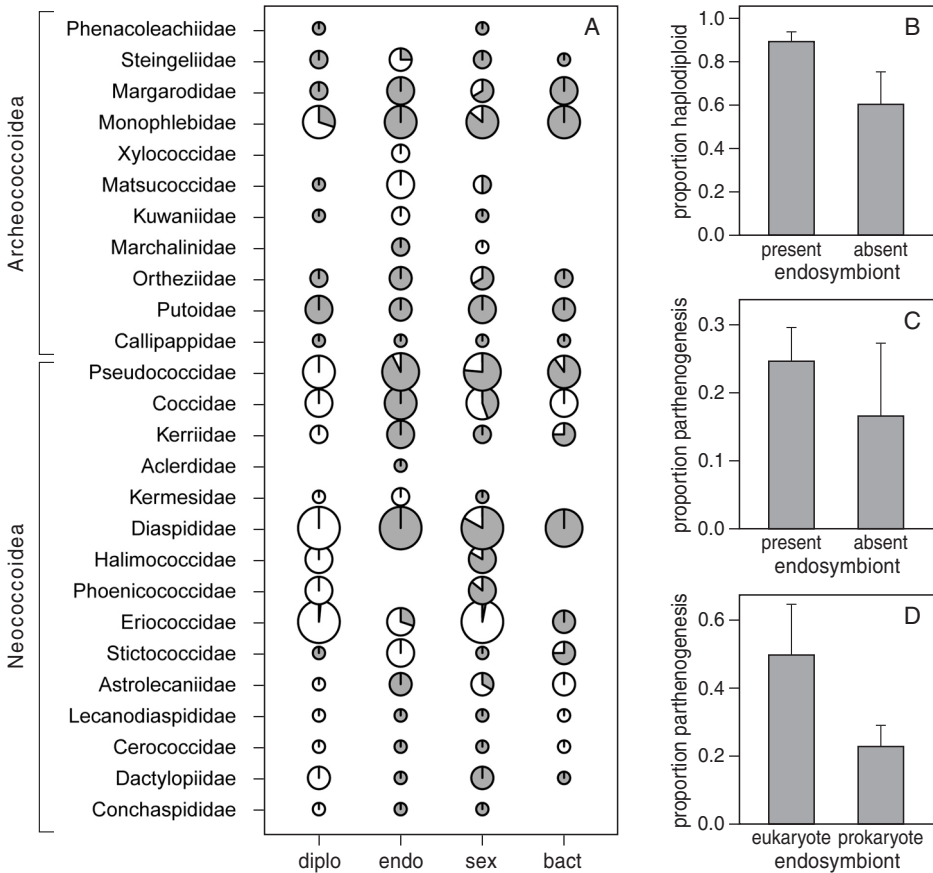 A
Archeococcoidea
Phenacoleachiidae
Steingeliidae
Margarodidae
Monophlebidae
Xylococcidae
Matsucoccidae
Kuwaniidae
Marchalinidae
Ortheziidae
Putoidae
Callipappidae
Neococcoidea
Pseudococcidae
Coccidae
Kerriidae
Aclerdidae
Kermesidae
Diaspididae
Halimococcidae
Phoenicococcidae
Eriococcidae
Stictococcidae
Astrolecaniidae
Lecanodiaspididae
Cerococcidae
Dactylopiidae
Conchaspididae
diplo endo sex bact
B
proportion haplodiploid
1.0
0.8
0.6
0.4
0.2
0.0
present absent
endosymbiont
C
proportion parthenogenesis
0.3
0.2
0.1
0.0
present absent
endosymbiont
D
proportion parthenogenesis
0.6
0.4
0.2
0.0
eukaryote prokaryote
endosymbiont